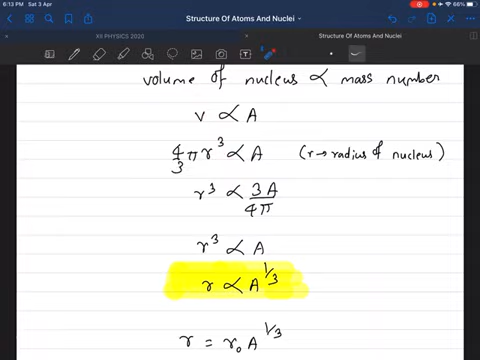 6:13 PM Sat 3 Apr
66%
Structure Of Atoms And Nuclei
XII PHYSICS 2020
Structure Of Atoms And Nuclei
volume of nucleus ∝ mass number
v ∝ A
4/3 π r³ ∝ A (r → radius of nucleus)
r³ ∝ 3A/4π
r³ ∝ A
r ∝ A^1/3
r = r₀ A^1/3